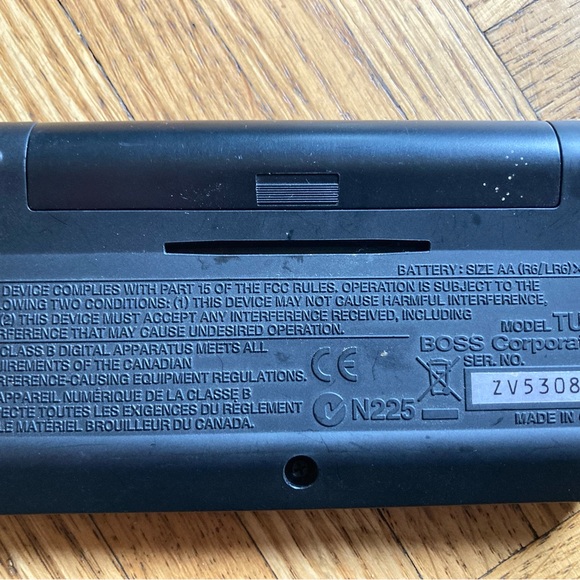 BATTERY: SIZE AA (R6/LR6)
DEVICE COMPLIES WITH PART 15 OF THE FCC RULES. OPERATION IS SUBJECT TO THE
LOWING TWO CONDITIONS: (1) THIS DEVICE MAY NOT CAUSE HARMFUL INTERFERENCE,
(2) THIS DEVICE MUST ACCEPT ANY INTERFERENCE RECEIVED, INCLUDING
RFERENCE THAT MAY CAUSE UNDESIRED OPERATION.
CLASS B DIGITAL APPARATUS MEETS ALL
UIREMENTS OF THE CANADIAN
RFERENCE-CAUSING EQUIPMENT REGULATIONS.
APPAREIL NUMÉRIQUE DE LA CLASSE B
ECTE TOUTES LES EXIGENCES DU RÈGLEMENT
LE MATÉRIEL BROUILLEUR DU CANADA.
CE
N225
MODEL TU
BOSS Corporat
SER. NO.
ZV5308
MADE IN